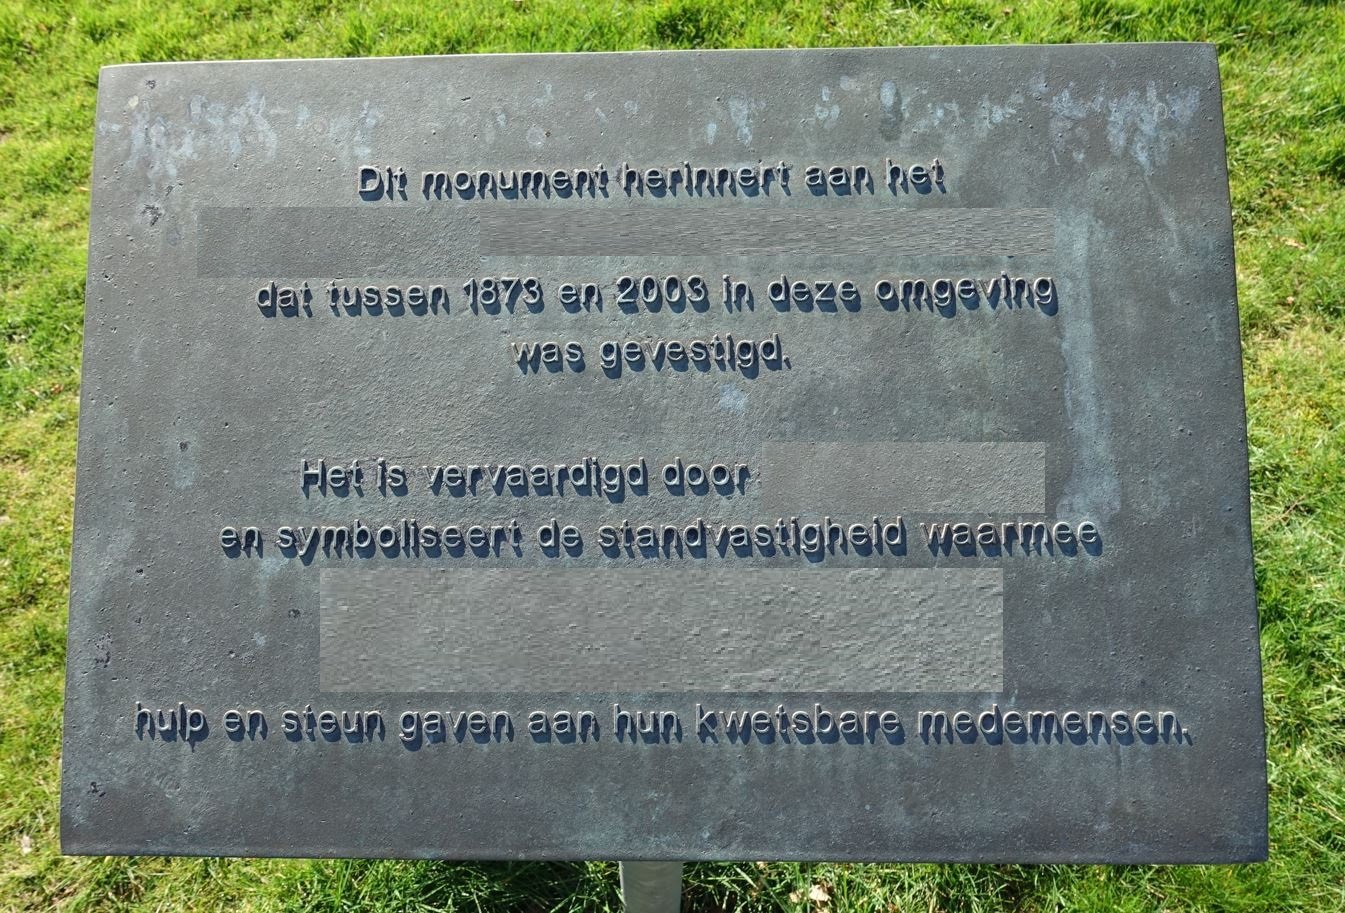 Dit monument herinnert aan het
dat tussen 1873 en 2003 in deze omgeving
was gevestigd.
Het is vervaardigd door
en symboliseert de standvastigheid waarmee
hulp en steun gaven aan hun kwetsbare medemensen.